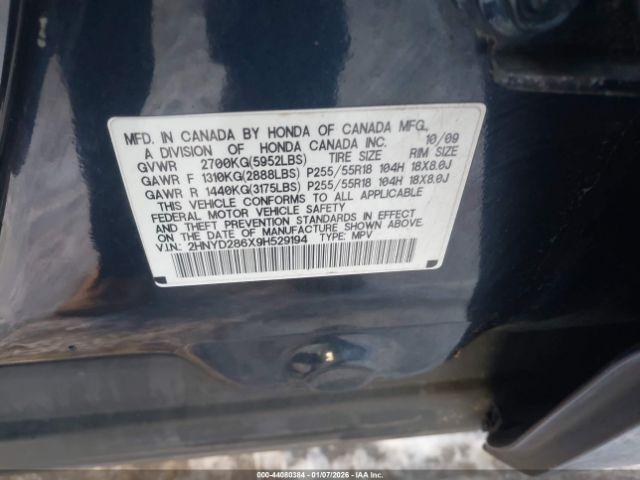 MFD. IN CANADA BY HONDA OF CANADA MFG.,
A DIVISION OF HONDA CANADA INC. 10/09
GVWR 2700KG(5952LBS) TIRE SIZE RIM SIZE
GAWR F 1310KG(2888LBS) P255/55R18 104H 18X8.0J
GAWR R 1440KG(3175LBS) P255/55R18 104H 18X8.0J
THIS VEHICLE CONFORMS TO ALL APPLICABLE
FEDERAL MOTOR VEHICLE SAFETY
AND THEFT PREVENTION STANDARDS IN EFFECT
ON THE DATE OF MANUFACTURE SHOWN ABOVE.
V.I.N: 2HNYD286X9H529194 TYPE: MPV
000-44080384 - 01/07/2026 - IAA Inc.